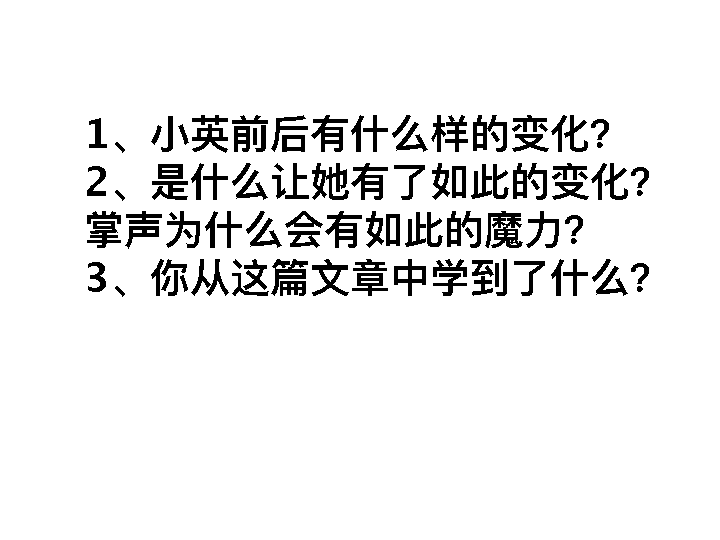 1、小英前后有什么样的变化?
2、是什么让她有了如此的变化?
掌声为什么会有如此的魔力?
3、你从这篇文章中学到了什么?